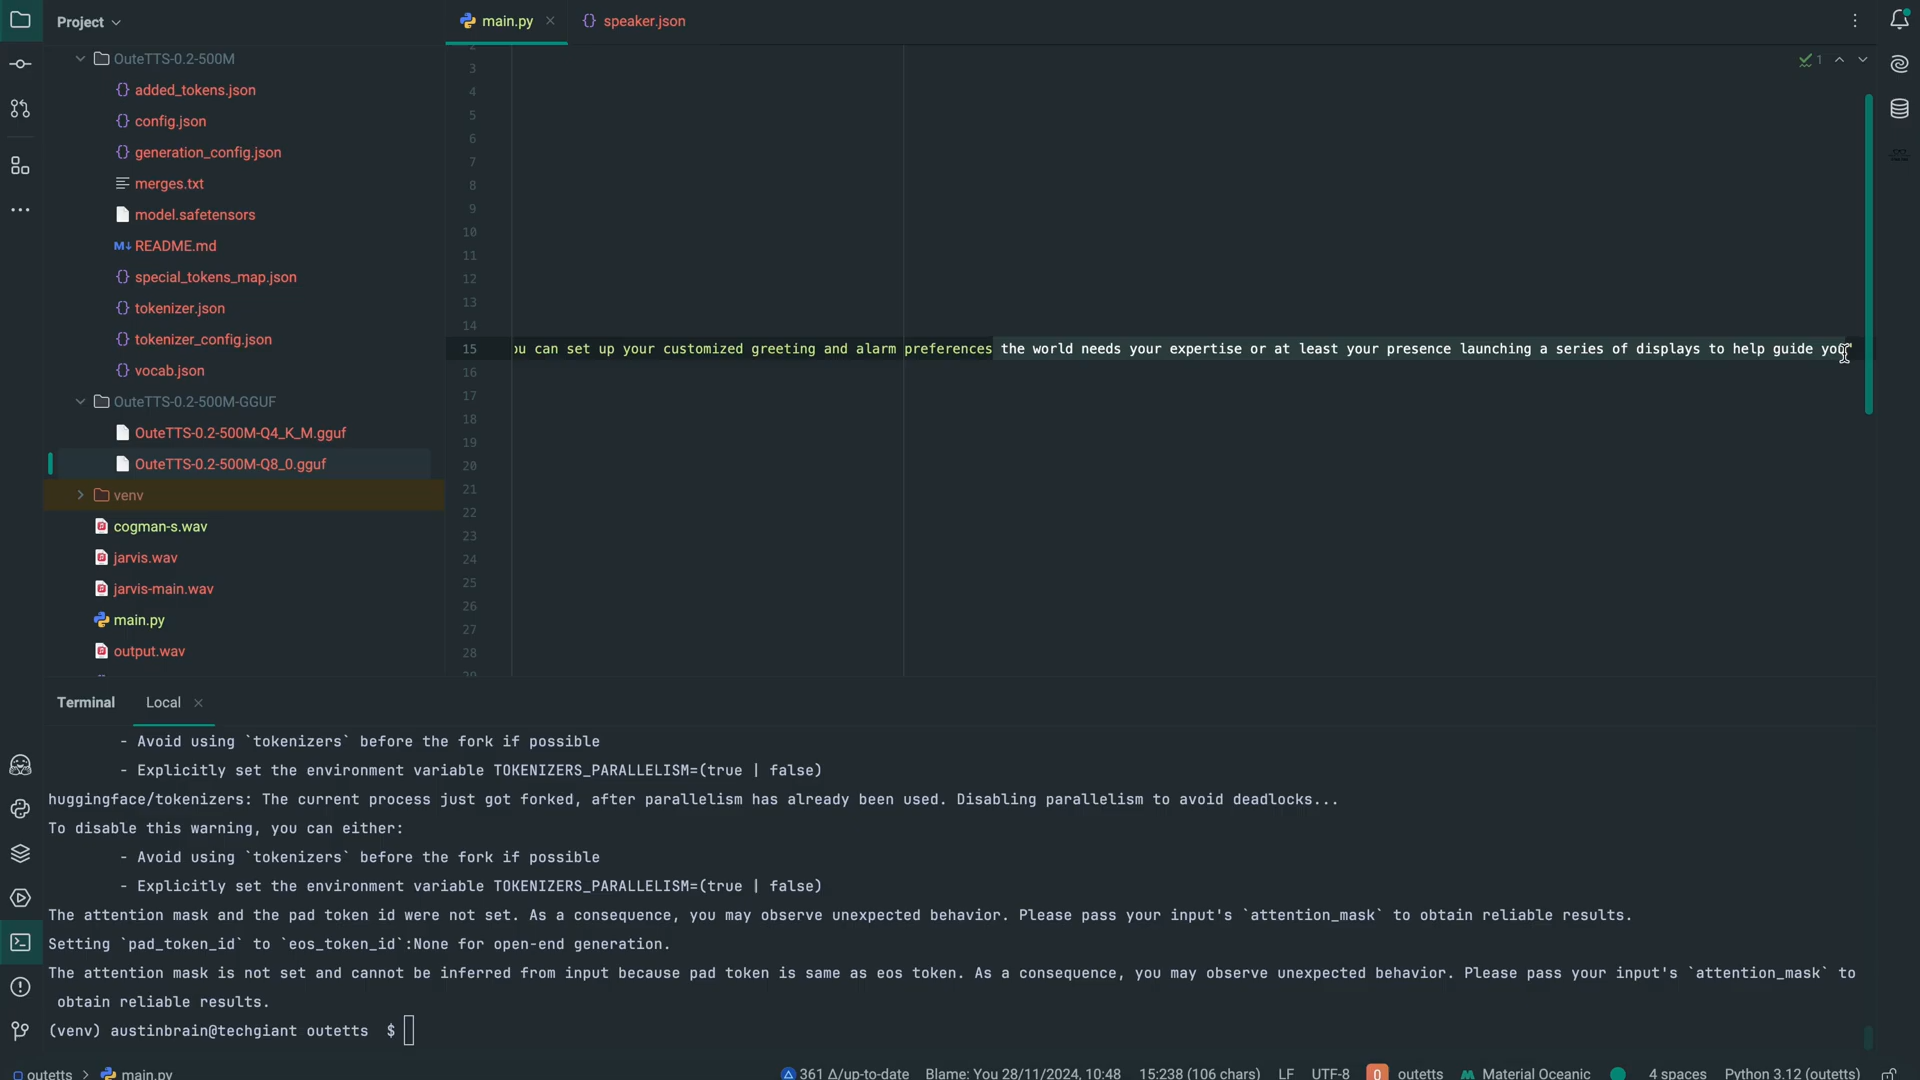 Project
main.py
speaker.json
OuteTTS-0.2-500M
added_tokens.json
config.json
generation_config.json
merges.txt
model.safetensors
README.md
special_tokens_map.json
tokenizer.json
tokenizer_config.json
vocab.json
OuteTTS-0.2-500M-GGUF
OuteTTS-0.2-500M-Q4_K_M.gguf
OuteTTS-0.2-500M-Q8_0.gguf
venv
cogman-s.wav
jarvis.wav
jarvis-main.wav
main.py
output.wav
1
3
4
5
6
7
8
9
10
11
12
13
14
15 ou can set up your customized greeting and alarm preferences the world needs your expertise or at least your presence launching a series of displays to help guide you"
16
17
18
19
20
21
22
23
24
25
26
27
28
Terminal Local
- Avoid using `tokenizers` before the fork if possible
- Explicitly set the environment variable TOKENIZERS_PARALLELISM=(true | false)
huggingface/tokenizers: The current process just got forked, after parallelism has already been used. Disabling parallelism to avoid deadlocks...
To disable this warning, you can either:
- Avoid using `tokenizers` before the fork if possible
- Explicitly set the environment variable TOKENIZERS_PARALLELISM=(true | false)
The attention mask and the pad token id were not set. As a consequence, you may observe unexpected behavior. Please pass your input's `attention_mask` to obtain reliable results.
Setting `pad_token_id` to `eos_token_id`:None for open-end generation.
The attention mask is not set and cannot be inferred from input because pad token is same as eos token. As a consequence, you may observe unexpected behavior. Please pass your input's `attention_mask` to
obtain reliable results.
(venv) austinbrain@techgiant outetts $
outetts > main.py 361 Δ/up-to-date Blame: You 28/11/2024, 10:48 15:238 (106 chars) LF UTF-8 outetts Material Oceanic 4 spaces Python 3.12 (outetts)